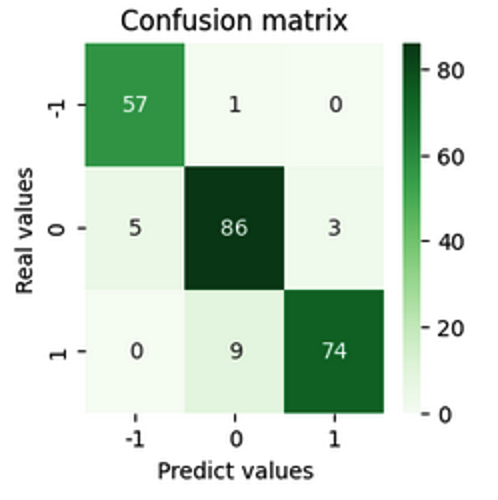 Confusion matrix
Real values
-1 57 1 0
0 5 86 3
1 0 9 74
-1 0 1
Predict values
80
60
40
20
0